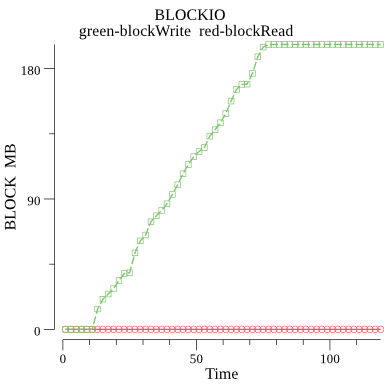 BLOCKIO
green-blockWrite red-blockRead
180
90
0
BLOCK MB
0 50 100
Time